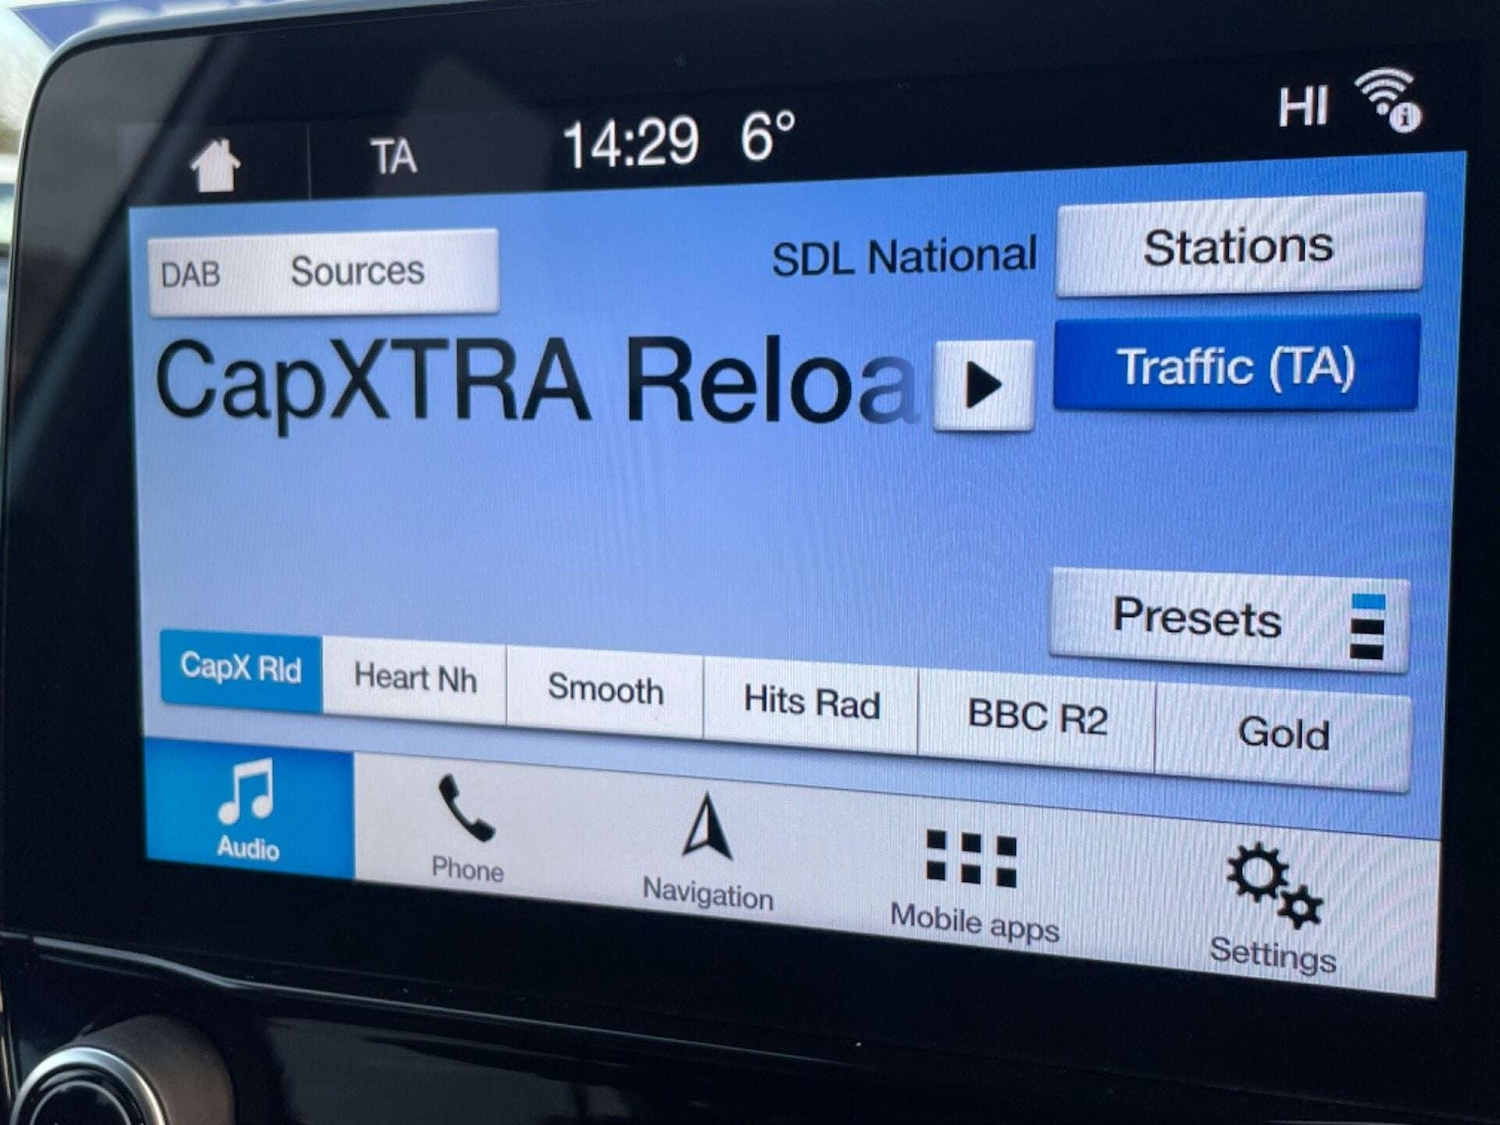 TA 14:29 6° HI
DAB Sources
SDL National
Stations
CapXTRA Reloa
Traffic (TA)
Presets
CapX Rld
Heart Nh
Smooth
Hits Rad
BBC R2
Gold
Audio
Phone
Navigation
Mobile apps
Settings